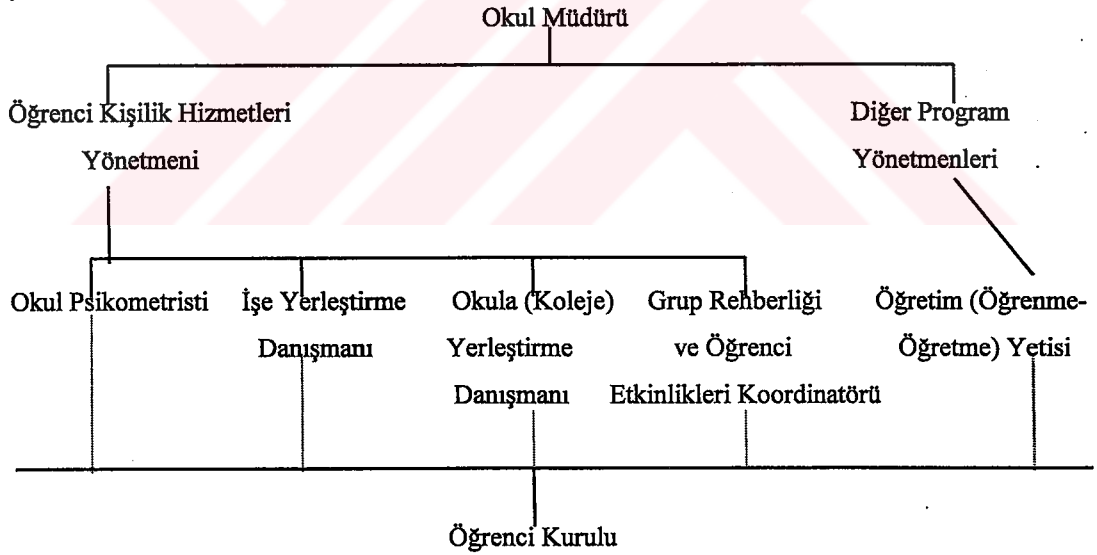 Okul Müdürü
Öğrenci Kişilik Hizmetleri
Yönetmeni
Diğer Program
Yönetmenleri
Okul Psikometristi
İşe Yerleştirme
Danışmanı
Okula (Koleje)
Yerleştirme
Danışmanı
Grup Rehberliği
ve Öğrenci
Etkinlikleri Koordinatörü
Öğretim (Öğrenme-
Öğretme) Yetisi
Öğrenci Kurulu